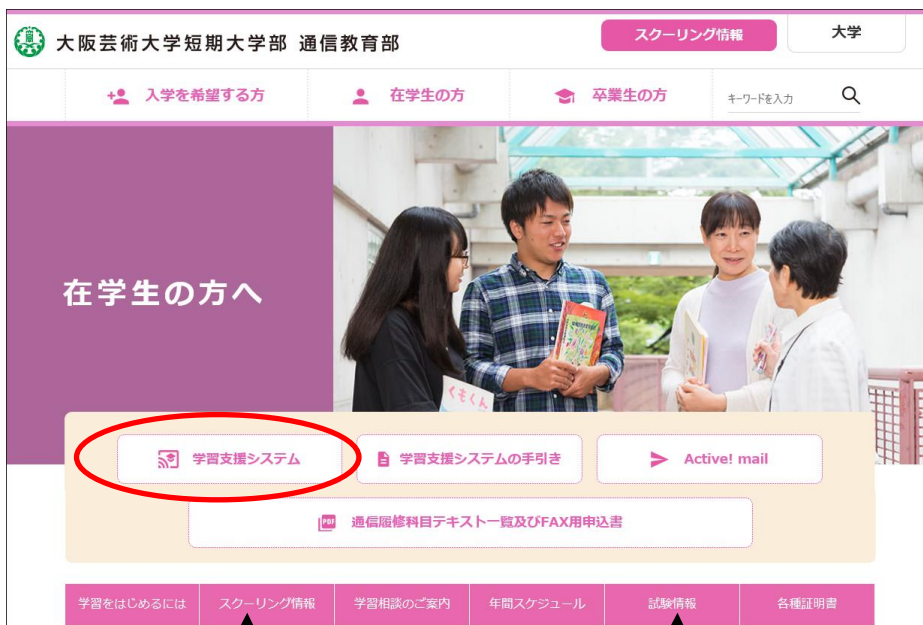 大阪芸術大学短期大学部 通信教育部
スクーリング情報
大学
入学を希望する方
在学生の方
卒業生の方
キーワードを入力
在学生の方へ
くもくん
学習支援システム
学習支援システムの手引き
Active! mail
PDF 通信履修科目テキスト一覧及びFAX用申込書
学習をはじめるには
スクーリング情報
学習相談のご案内
年間スケジュール
試験情報
各種証明書